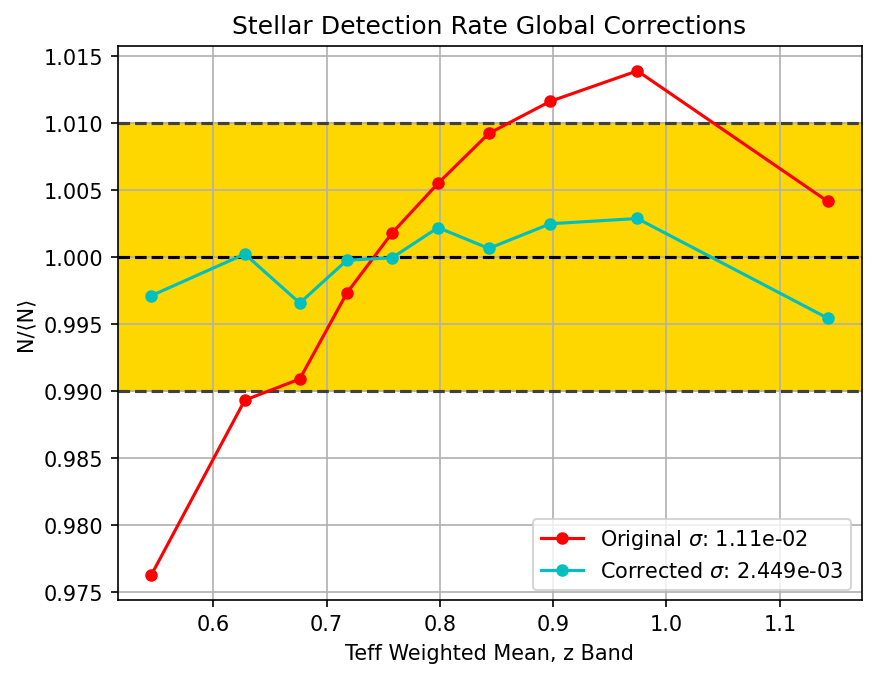 Stellar Detection Rate Global Corrections
1.015
1.010
1.005
1.000
0.995
0.990
0.985
0.980
0.975
N/⟨N⟩
Original σ: 1.11e-02
Corrected σ: 2.449e-03
0.6 0.7 0.8 0.9 1.0 1.1
Teff Weighted Mean, z Band